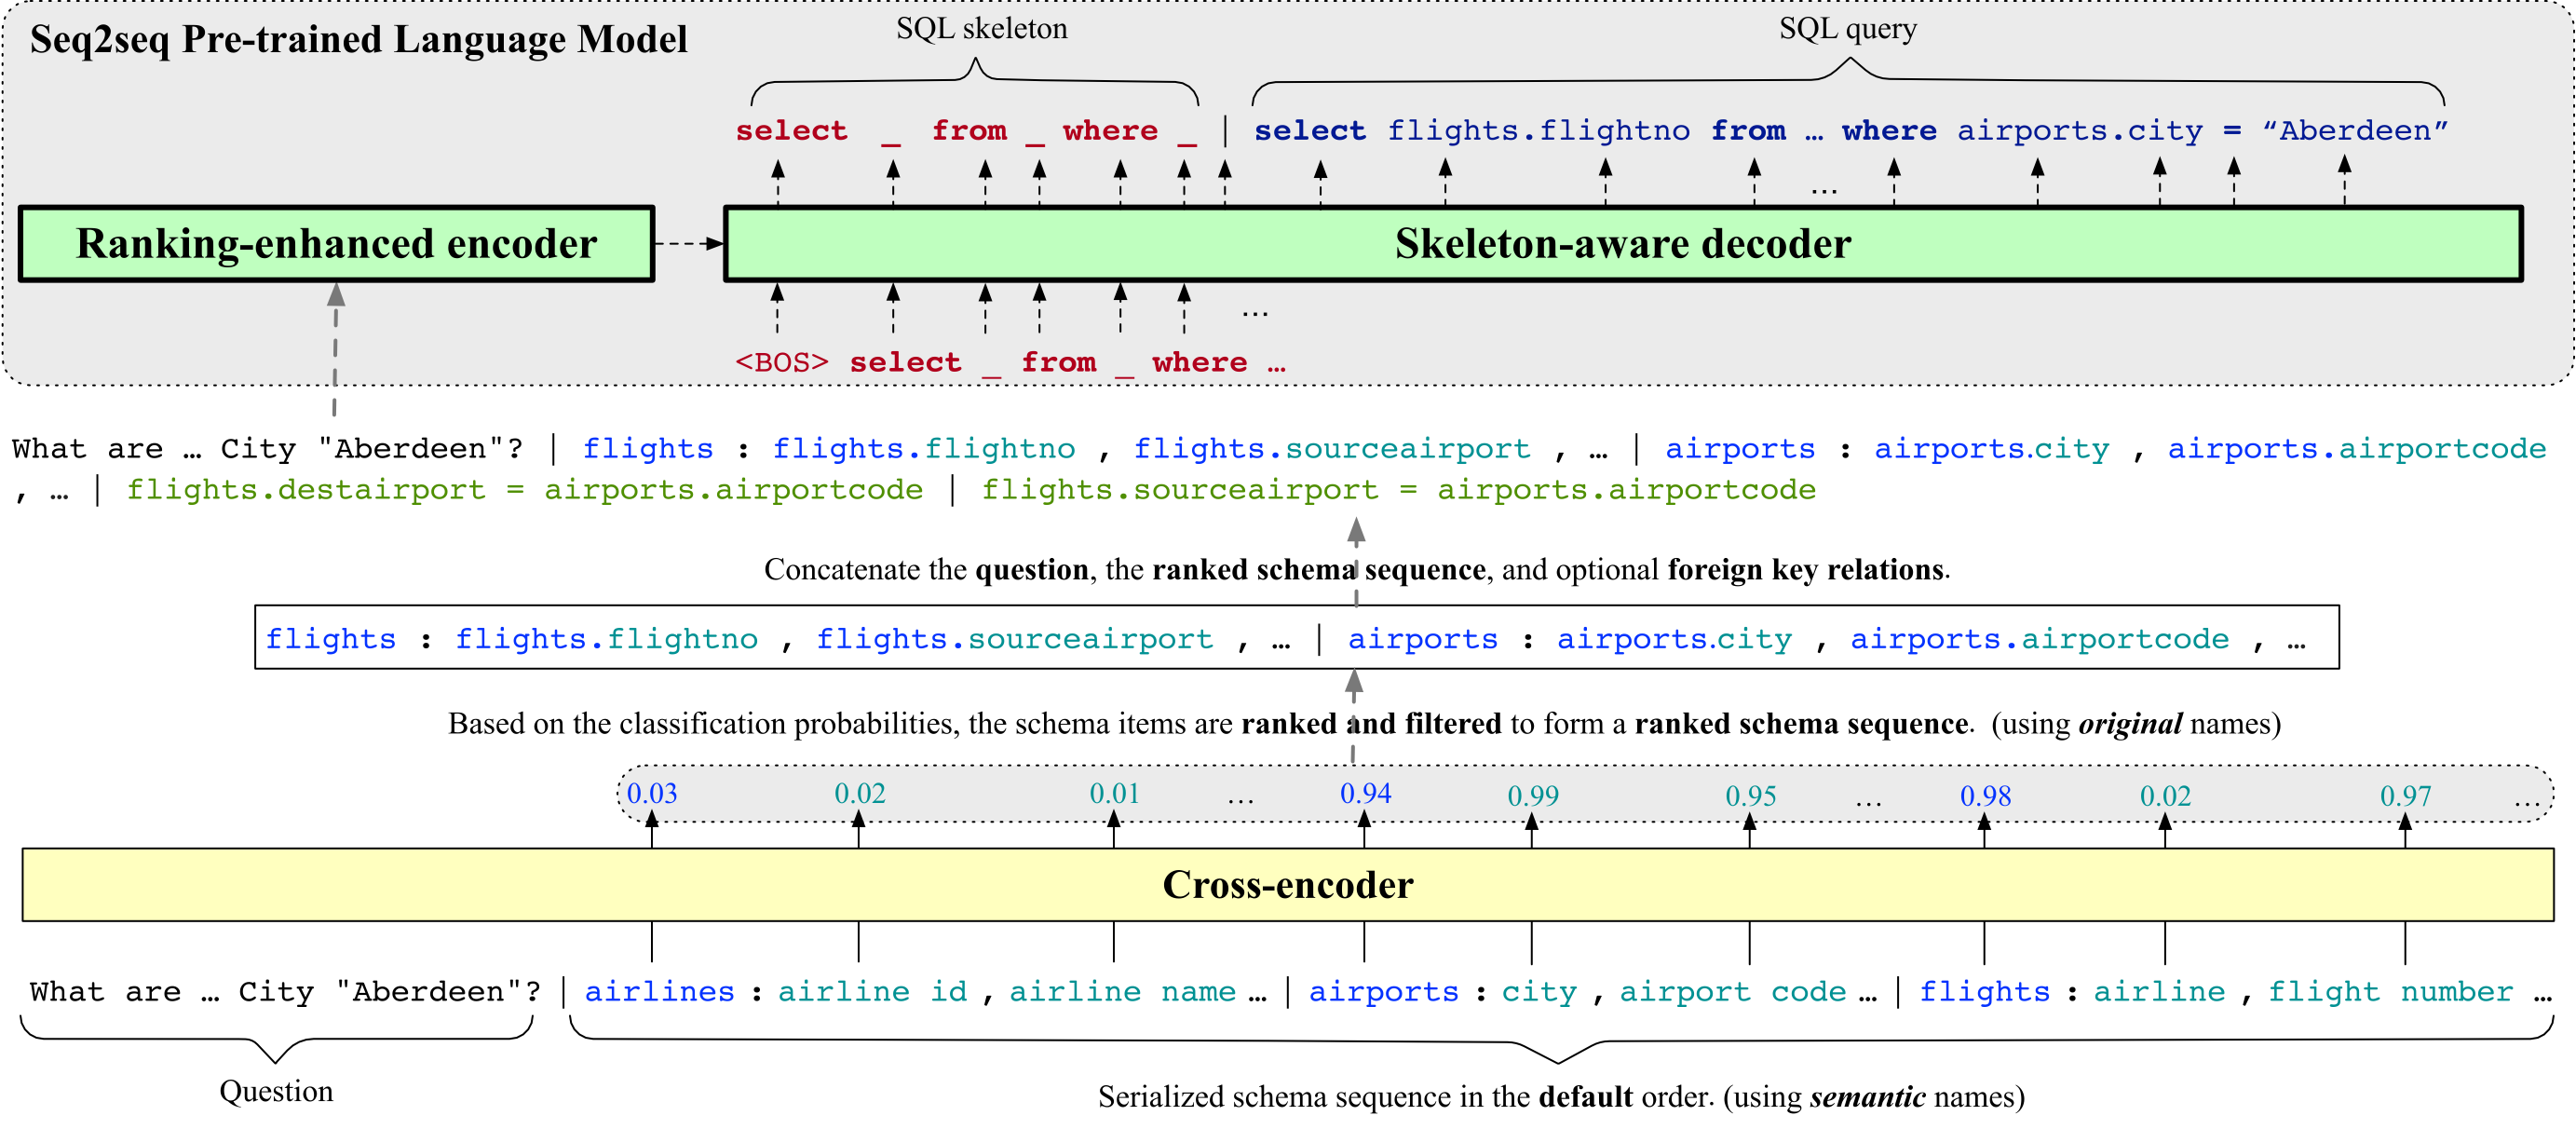 Seq2seq Pre-trained Language Model
SQL skeleton
SQL query
select _ from _ where _ | select flights.flightno from … where airports.city = “Aberdeen”
…
Ranking-enhanced encoder
Skeleton-aware decoder
…
<BOS> select _ from _ where …
What are … City "Aberdeen"? | flights : flights.flightno , flights.sourceairport , … | airports : airports.city , airports.airportcode
, … | flights.destairport = airports.airportcode | flights.sourceairport = airports.airportcode
Concatenate the question, the ranked schema sequence, and optional foreign key relations.
flights : flights.flightno , flights.sourceairport , … | airports : airports.city , airports.airportcode , …
Based on the classification probabilities, the schema items are ranked and filtered to form a ranked schema sequence. (using original names)
0.03 0.02 0.01 … 0.94 0.99 0.95 … 0.98 0.02 0.97 …
Cross-encoder
What are … City "Aberdeen"? | airlines : airline id , airline name … | airports : city , airport code … | flights : airline , flight number …
Question
Serialized schema sequence in the default order. (using semantic names)